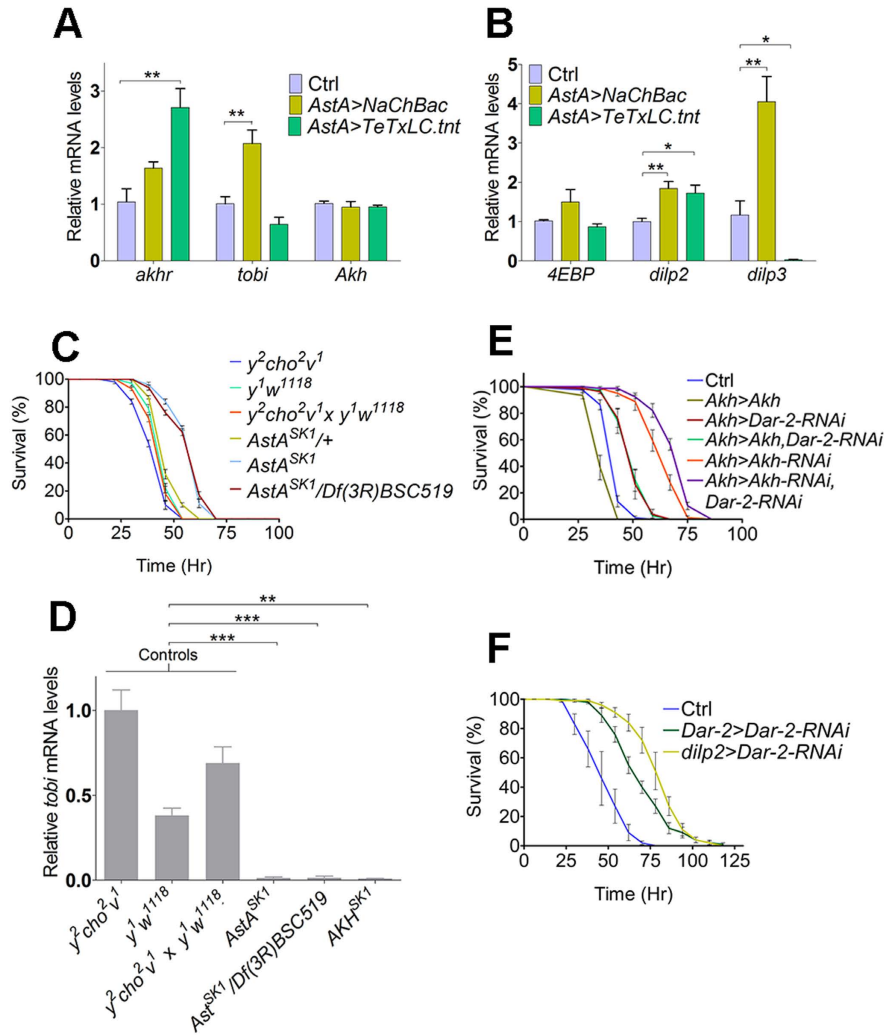 A
Relative mRNA levels
3
2
1
0
**
**
Ctrl
AstA>NaChBac
AstA>TeTxLC.tnt
akhr tobi Akh
B
Relative mRNA levels
5
4
3
2
1
0
Ctrl
AstA>NaChBac
AstA>TeTxLC.tnt
*
**
*
**
4EBP dilp2 dilp3
C
Survival (%)
100
80
60
40
20
0
0 25 50 75 100
Time (Hr)
y²cho²v¹
y¹w¹¹¹⁸
y²cho²v¹x y¹w¹¹¹⁸
AstAˢᴷ¹/+
AstAˢᴷ¹
AstAˢᴷ¹/Df(3R)BSC519
E
Survival (%)
100
80
60
40
20
0
0 25 50 75 100
Time (Hr)
Ctrl
Akh>Akh
Akh>Dar-2-RNAi
Akh>Akh,Dar-2-RNAi
Akh>Akh-RNAi
Akh>Akh-RNAi,
Dar-2-RNAi
D
Relative tobi mRNA levels
1.0
0.5
0.0
**
***
***
Controls
y²cho²v¹
y¹w¹¹¹⁸
y²cho²v¹ x y¹w¹¹¹⁸
AstAˢᴷ¹
Astˢᴷ¹/Df(3R)BSC519
AKHˢᴷ¹
F
Survival (%)
100
80
60
40
20
0
0 25 50 75 100 125
Time (Hr)
Ctrl
Dar-2>Dar-2-RNAi
dilp2>Dar-2-RNAi